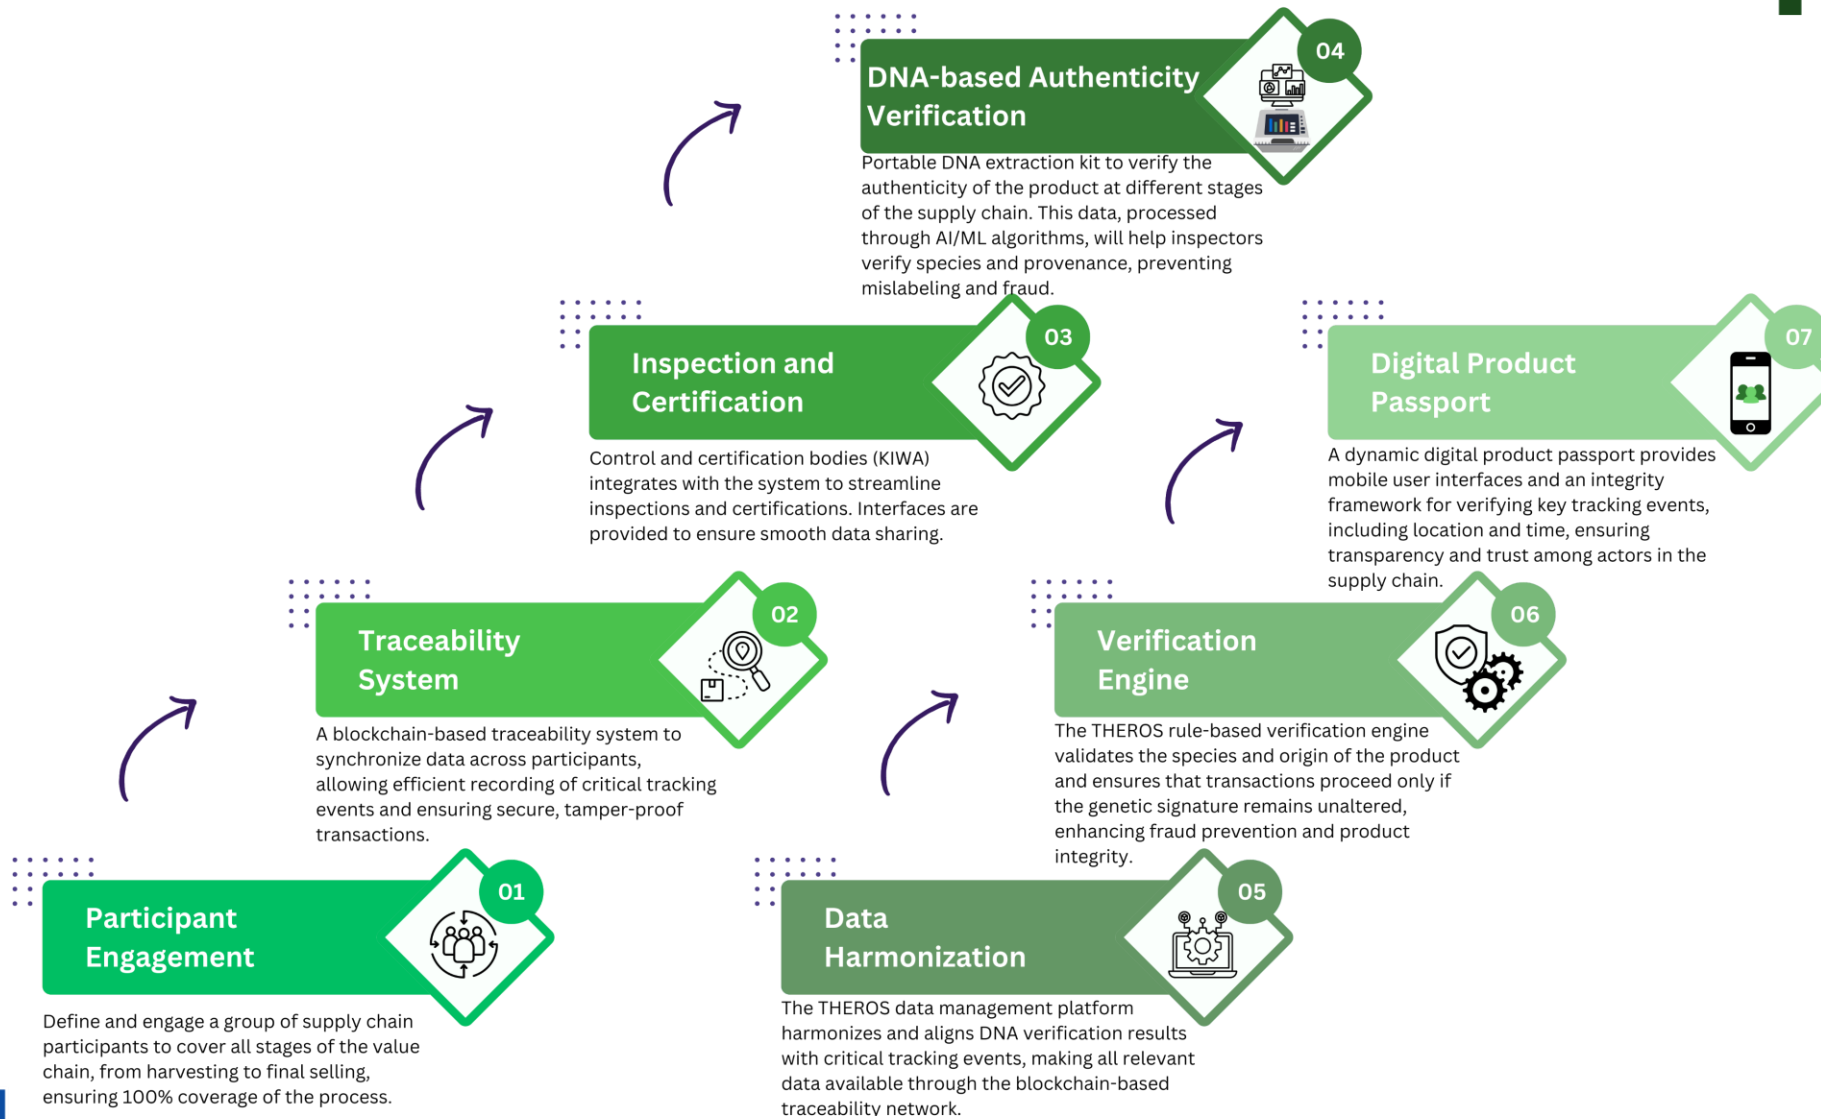 01
Participant
Engagement
Define and engage a group of supply chain
participants to cover all stages of the value
chain, from harvesting to final selling,
ensuring 100% coverage of the process.
02
Traceability
System
A blockchain-based traceability system to
synchronize data across participants,
allowing efficient recording of critical tracking
events and ensuring secure, tamper-proof
transactions.
03
Inspection and
Certification
Control and certification bodies (KIWA)
integrates with the system to streamline
inspections and certifications. Interfaces are
provided to ensure smooth data sharing.
04
DNA-based Authenticity
Verification
Portable DNA extraction kit to verify the
authenticity of the product at different stages
of the supply chain. This data, processed
through AI/ML algorithms, will help inspectors
verify species and provenance, preventing
mislabeling and fraud.
05
Data
Harmonization
The THEROS data management platform
harmonizes and aligns DNA verification results
with critical tracking events, making all relevant
data available through the blockchain-based
traceability network.
06
Verification
Engine
The THEROS rule-based verification engine
validates the species and origin of the product
and ensures that transactions proceed only if
the genetic signature remains unaltered,
enhancing fraud prevention and product
integrity.
07
Digital Product
Passport
A dynamic digital product passport provides
mobile user interfaces and an integrity
framework for verifying key tracking events,
including location and time, ensuring
transparency and trust among actors in the
supply chain.